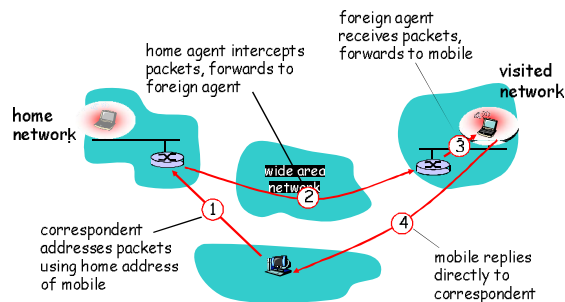 home agent intercepts
packets, forwards to
foreign agent
foreign agent
receives packets,
forwards to mobile
visited
network
home
network
wide area
network
1
2
3
4
correspondent
addresses packets
using home address
of mobile
mobile replies
directly to
correspondent